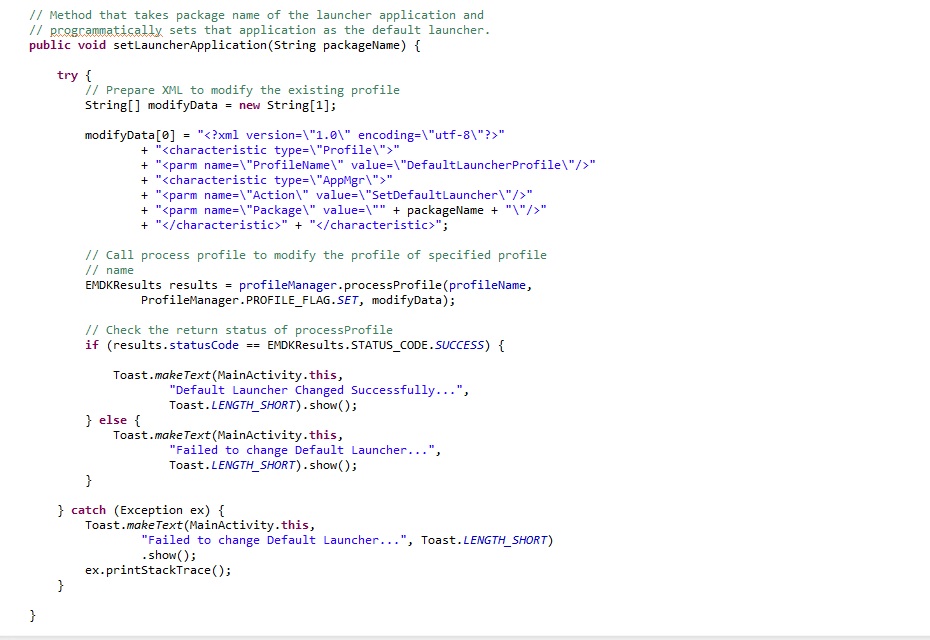 // Method that takes package name of the launcher application and
// programmatically sets that application as the default launcher.
public void setLauncherApplication(String packageName) {
try {
// Prepare XML to modify the existing profile
String[] modifyData = new String[1];
modifyData[0] = "<?xml version=\"1.0\" encoding=\"utf-8\"?>"
+ "<characteristic type=\"Profile\">"
+ "<parm name=\"ProfileName\" value=\"DefaultLauncherProfile\"/>"
+ "<characteristic type=\"AppMgr\">"
+ "<parm name=\"Action\" value=\"SetDefaultLauncher\"/>"
+ "<parm name=\"Package\" value=\"" + packageName + "\"/>"
+ "</characteristic>" + "</characteristic>";
// Call process profile to modify the profile of specified profile
// name
EMDKResults results = profileManager.processProfile(profileName,
ProfileManager.PROFILE_FLAG.SET, modifyData);
// Check the return status of processProfile
if (results.statusCode == EMDKResults.STATUS_CODE.SUCCESS) {
Toast.makeText(MainActivity.this,
"Default Launcher Changed Successfully...",
Toast.LENGTH_SHORT).show();
} else {
Toast.makeText(MainActivity.this,
"Failed to change Default Launcher...",
Toast.LENGTH_SHORT).show();
}
} catch (Exception ex) {
Toast.makeText(MainActivity.this,
"Failed to change Default Launcher...", Toast.LENGTH_SHORT)
.show();
ex.printStackTrace();
}
}